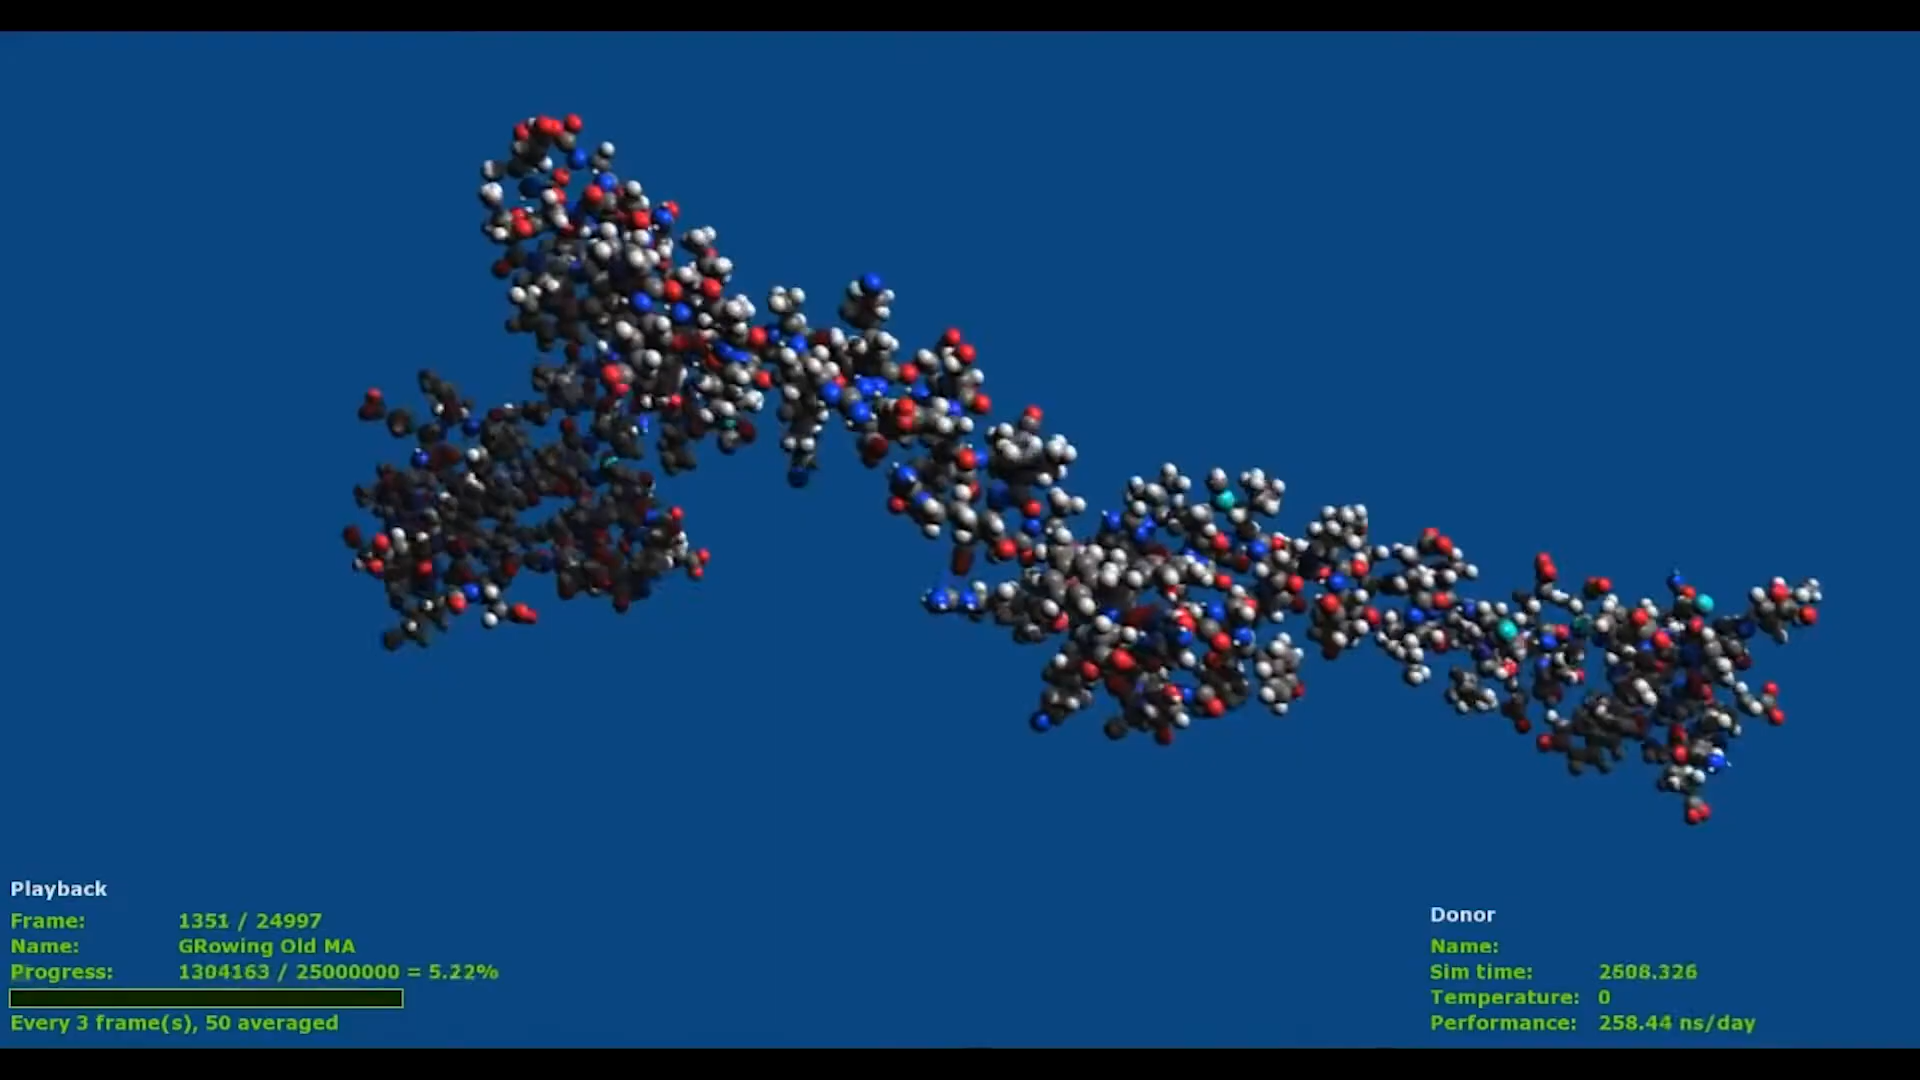 Playback
Frame: 1351 / 24997
Name: GRowing Old MA
Progress: 1304163 / 25000000 = 5.22%
Every 3 frame(s), 50 averaged
Donor
Name:
Sim time: 2608.326
Temperature: 0
Performance: 258.44 ns/day